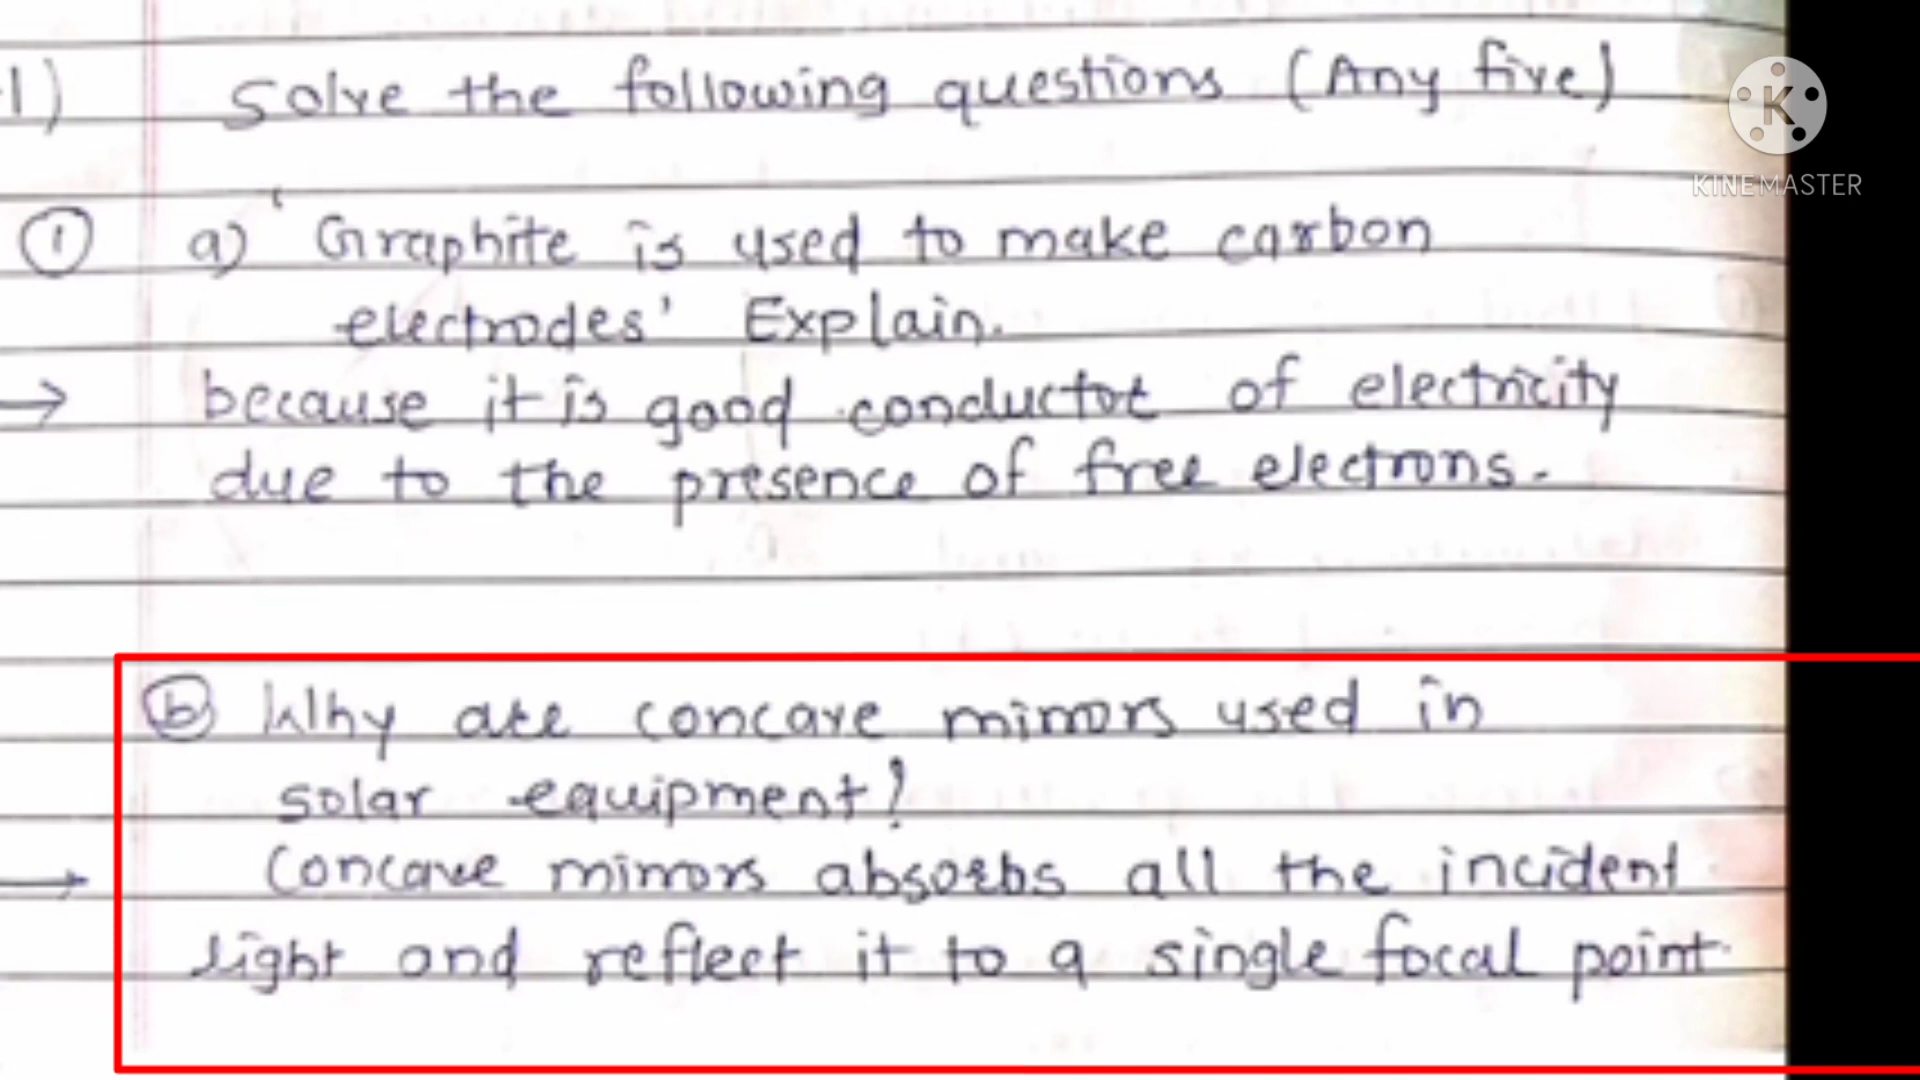 1) Solve the following questions (Any five)
K
KINEMASTER
① a) 'Graphite is used to make carbon
electrodes' Explain.
→ because it is good conductor of electricity
due to the presence of free electrons.
ⓑ Why are concave mirrors used in
solar equipment?
→ Concave mirrors absorbs all the incident
light and reflect it to a single focal point.